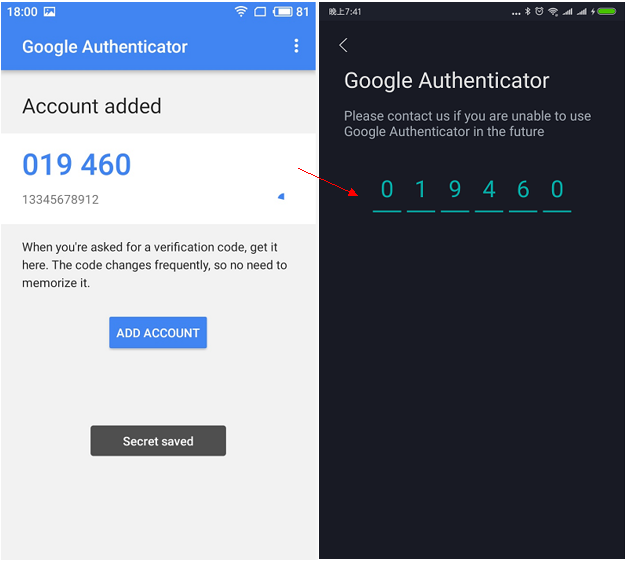 18:00 81
Google Authenticator
Account added
019 460
13345678912
When you're asked for a verification code, get it
here. The code changes frequently, so no need to
memorize it.
ADD ACCOUNT
Secret saved
晚上7:41
Google Authenticator
Please contact us if you are unable to use
Google Authenticator in the future
0 1 9 4 6 0